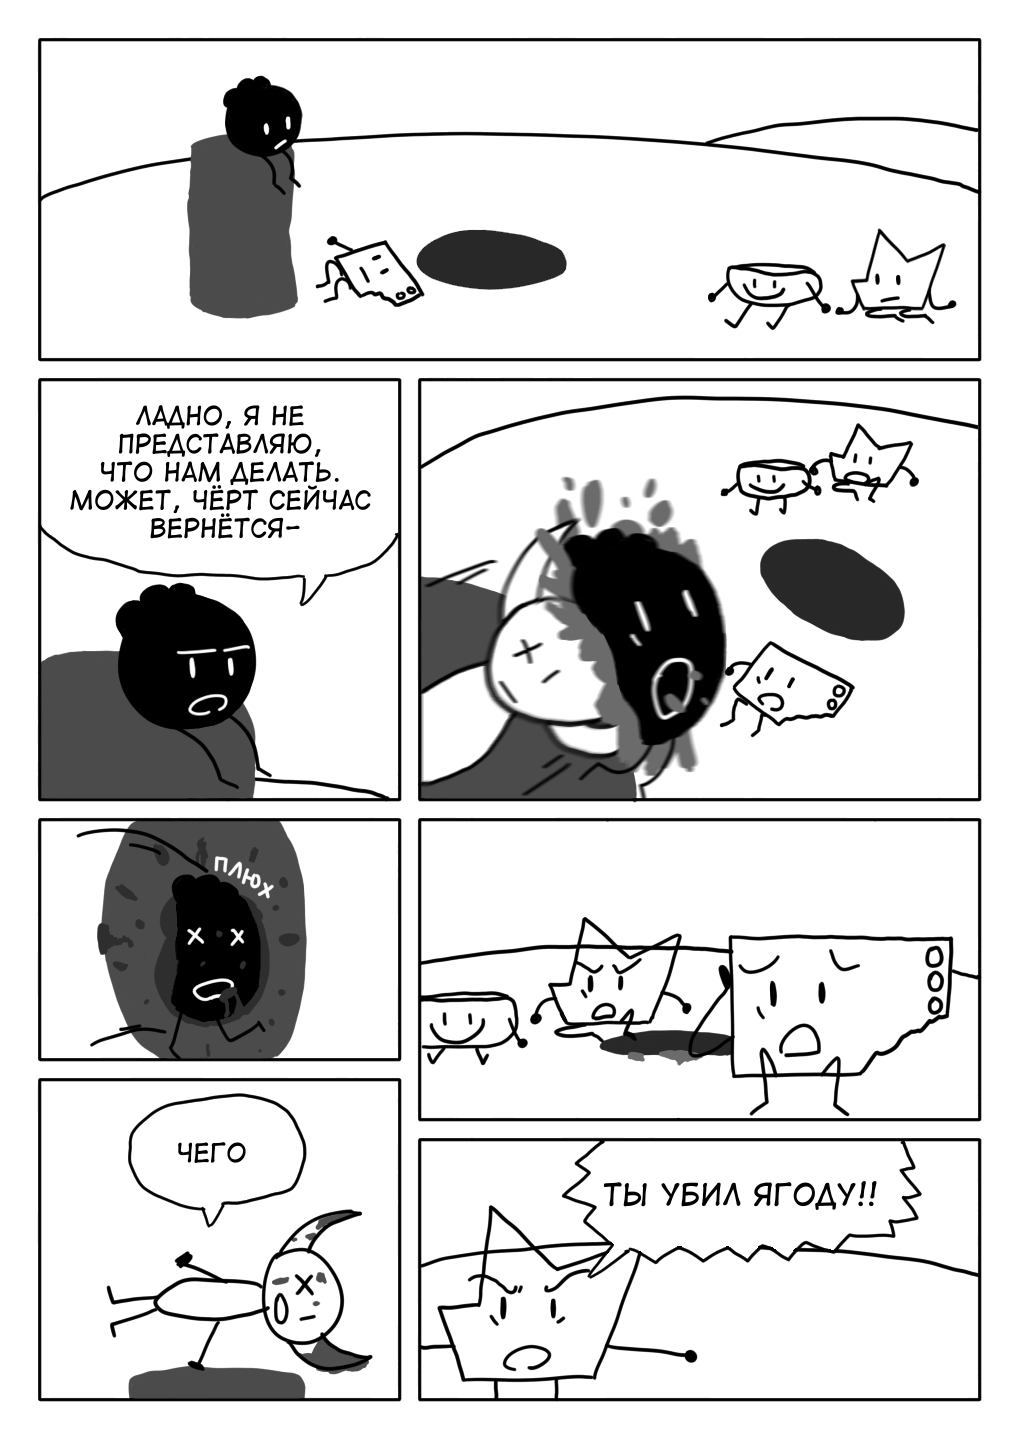 ЛАДНО, Я НЕ
ПРЕДСТАВЛЯЮ,
ЧТО НАМ ДЕЛАТЬ.
МОЖЕТ, ЧЁРТ СЕЙЧАС
ВЕРНЁТСЯ-
ПЛЮХ
ЧЕГО
ТЫ УБИЛ ЯГОДУ!!